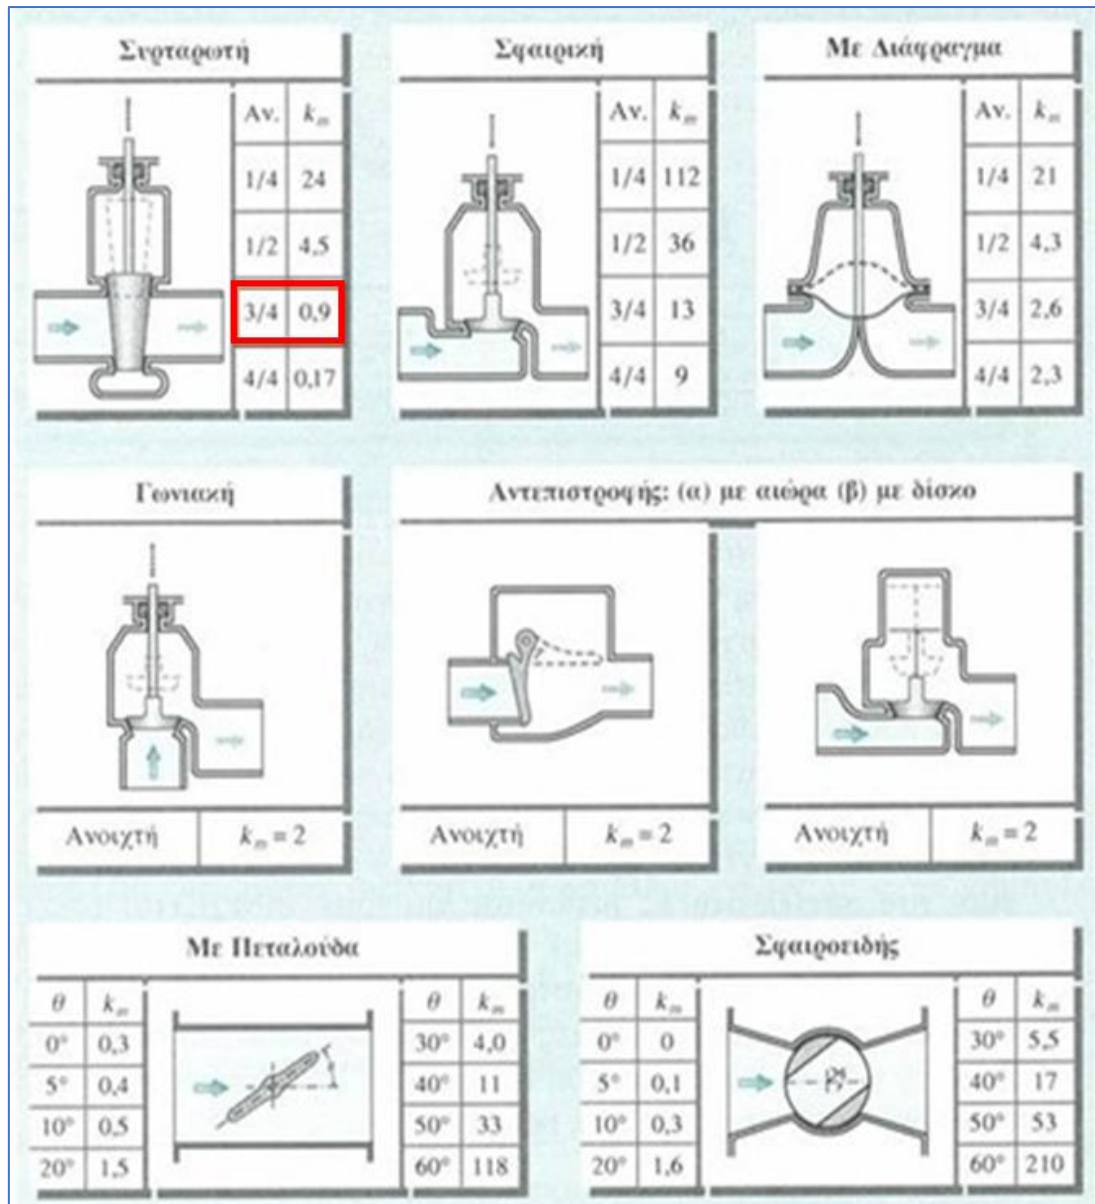 Συρταρωτή
Αν. k_m
1/4 24
1/2 4,5
3/4 0,9
4/4 0,17
Σφαιρική
Αν. k_m
1/4 112
1/2 36
3/4 13
4/4 9
Με Διάφραγμα
Αν. k_m
1/4 21
1/2 4,3
3/4 2,6
4/4 2,3
Γωνιακή
Ανοιχτή k_m = 2
Αντεπιστροφής: (α) με αιώρα (β) με δίσκο
Ανοιχτή k_m = 2
Ανοιχτή k_m = 2
Με Πεταλούδα
θ k_m
0° 0,3
5° 0,4
10° 0,5
20° 1,5
θ k_m
30° 4,0
40° 11
50° 33
60° 118
Σφαιροειδής
θ k_m
0° 0
5° 0,1
10° 0,3
20° 1,6
θ k_m
30° 5,5
40° 17
50° 53
60° 210